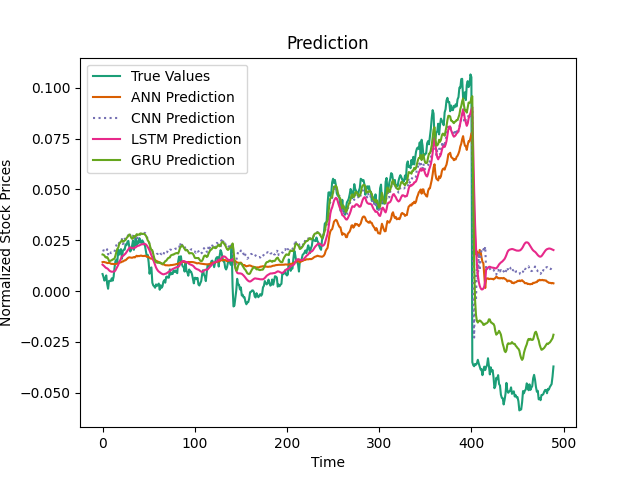 Prediction
True Values
ANN Prediction
CNN Prediction
LSTM Prediction
GRU Prediction
Normalized Stock Prices
0.100
0.075
0.050
0.025
0.000
−0.025
−0.050
0 100 200 300 400 500
Time